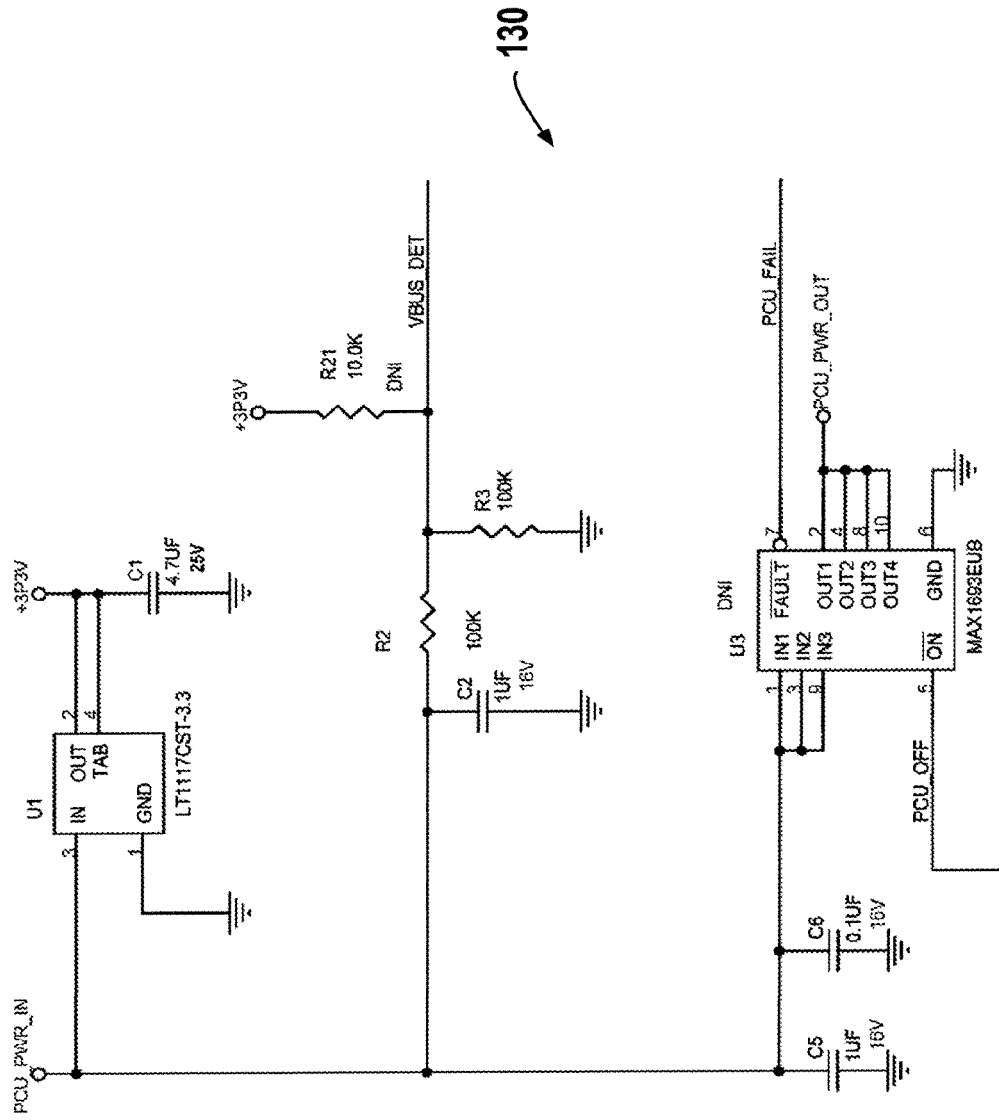 130
PCU_PWR_IN
U1
IN
OUT
TAB
GND
3
2
4
1
LT1117CST-3.3
+3P3V
C1
4.7UF
25V
+3P3V
R21
10.0K
DNI
VBUS_DET
R2
100K
C2
1UF
16V
R3
100K
U3
DNI
IN1
IN2
IN3
ON
FAULT
OUT1
OUT2
OUT3
OUT4
GND
1
3
9
5
7
2
4
8
10
6
MAX1693EUB
PCU_FAIL
PCU_PWR_OUT
PCU_OFF
C5
1UF
16V
C6
0.1UF
16V